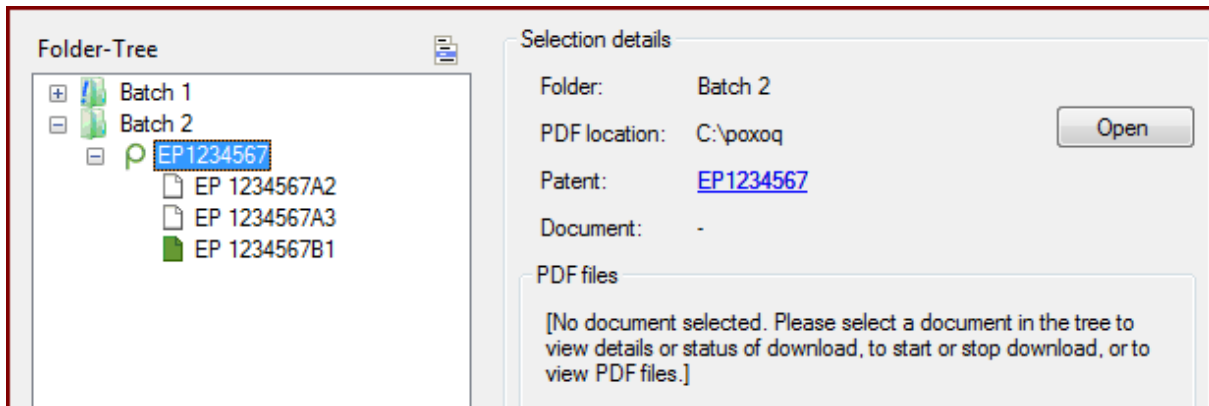 Folder-Tree
Batch 1
Batch 2
EP1234567
EP 1234567A2
EP 1234567A3
EP 1234567B1
Selection details
Folder: Batch 2
PDF location: C:\poxoq
Open
Patent: EP1234567
Document: -
PDF files
[No document selected. Please select a document in the tree to
view details or status of download, to start or stop download, or to
view PDF files.]